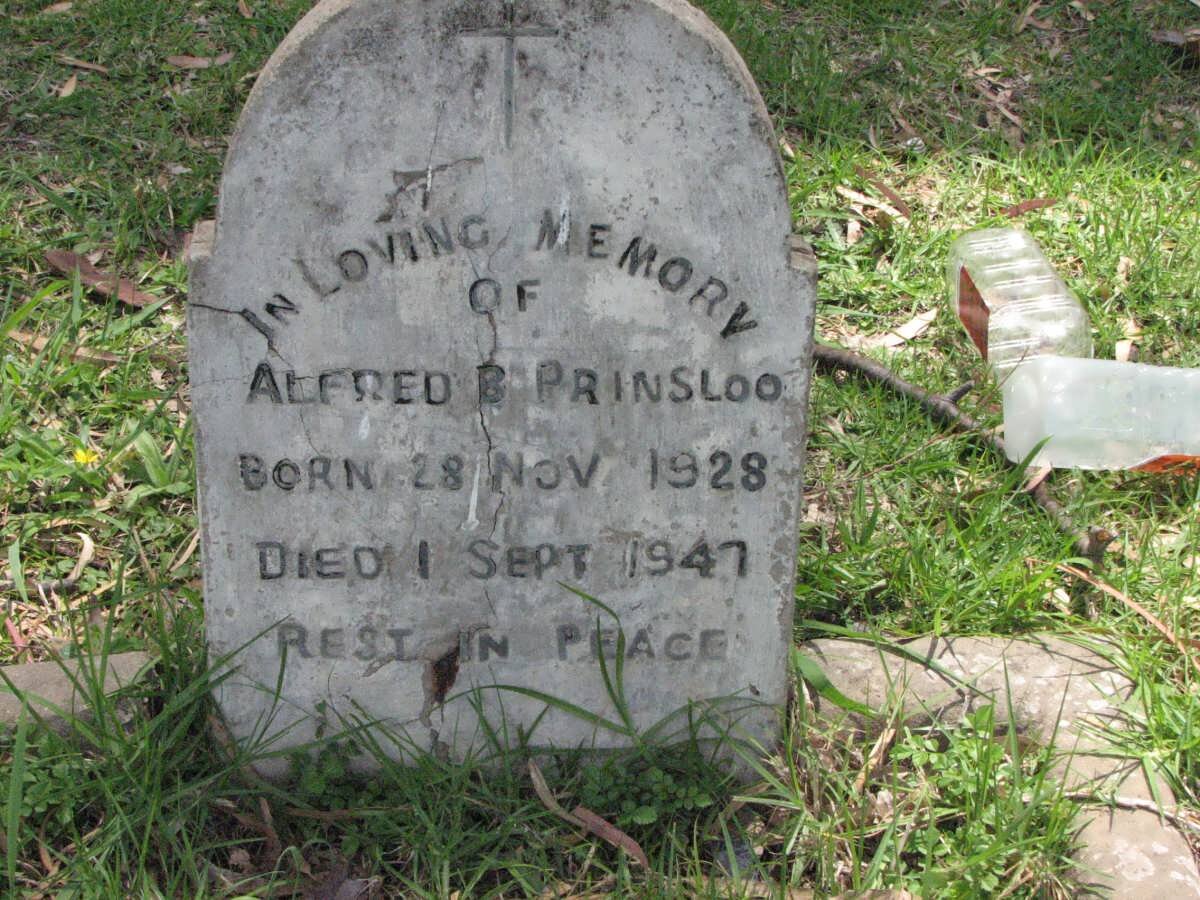 IN LOVING MEMORY
OF
ALFRED B PRINSLOO
BORN 28 NOV 1928
DIED 1 SEPT 1947
REST IN PEACE